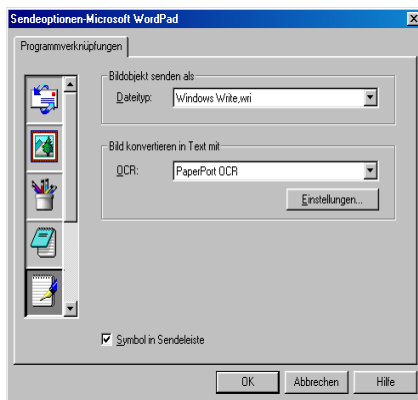 Sendeoptionen-Microsoft WordPad
Programmverknüpfungen
Bildobjekt senden als
Dateityp: Windows Write,wri
Bild konvertieren in Text mit
OCR: PaperPort OCR
Einstellungen...
Symbol in Sendeleiste
OK Abbrechen Hilfe